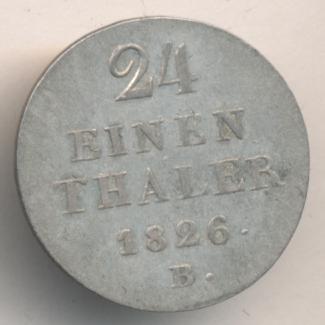 24
EINEN
THALER
1826.
B.